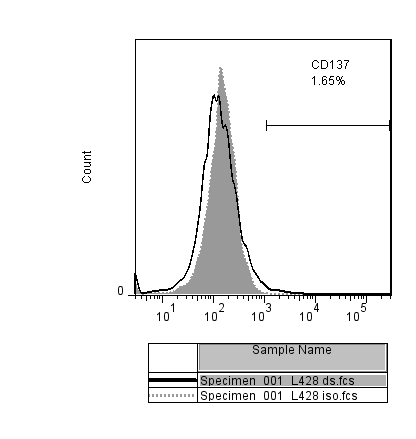 CD137
1.65%
Count
0
10^1 10^2 10^3 10^4 10^5
Sample Name
Specimen_001_L428 ds.fcs
Specimen_001_L428 iso.fcs